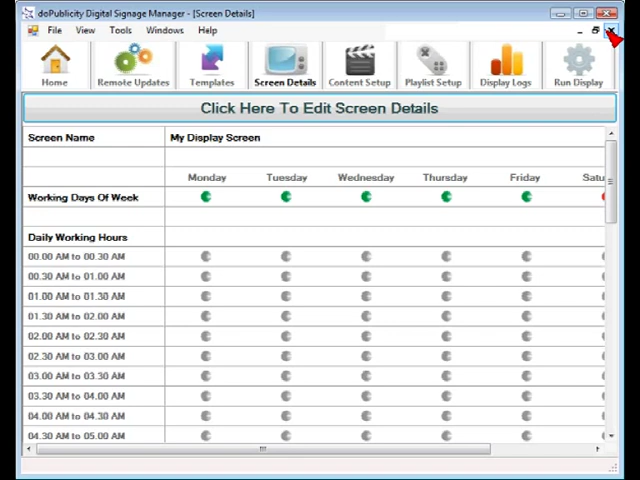 doPublicity Digital Signage Manager - [Screen Details]
File View Tools Windows Help
Home Remote Updates Templates Screen Details Content Setup Playlist Setup Display Logs Run Display
Click Here To Edit Screen Details
Screen Name My Display Screen
Monday Tuesday Wednesday Thursday Friday Satu
Working Days Of Week
Daily Working Hours
00.00 AM to 00.30 AM
00.30 AM to 01.00 AM
01.00 AM to 01.30 AM
01.30 AM to 02.00 AM
02.00 AM to 02.30 AM
02.30 AM to 03.00 AM
03.00 AM to 03.30 AM
03.30 AM to 04.00 AM
04.00 AM to 04.30 AM
04.30 AM to 05.00 AM